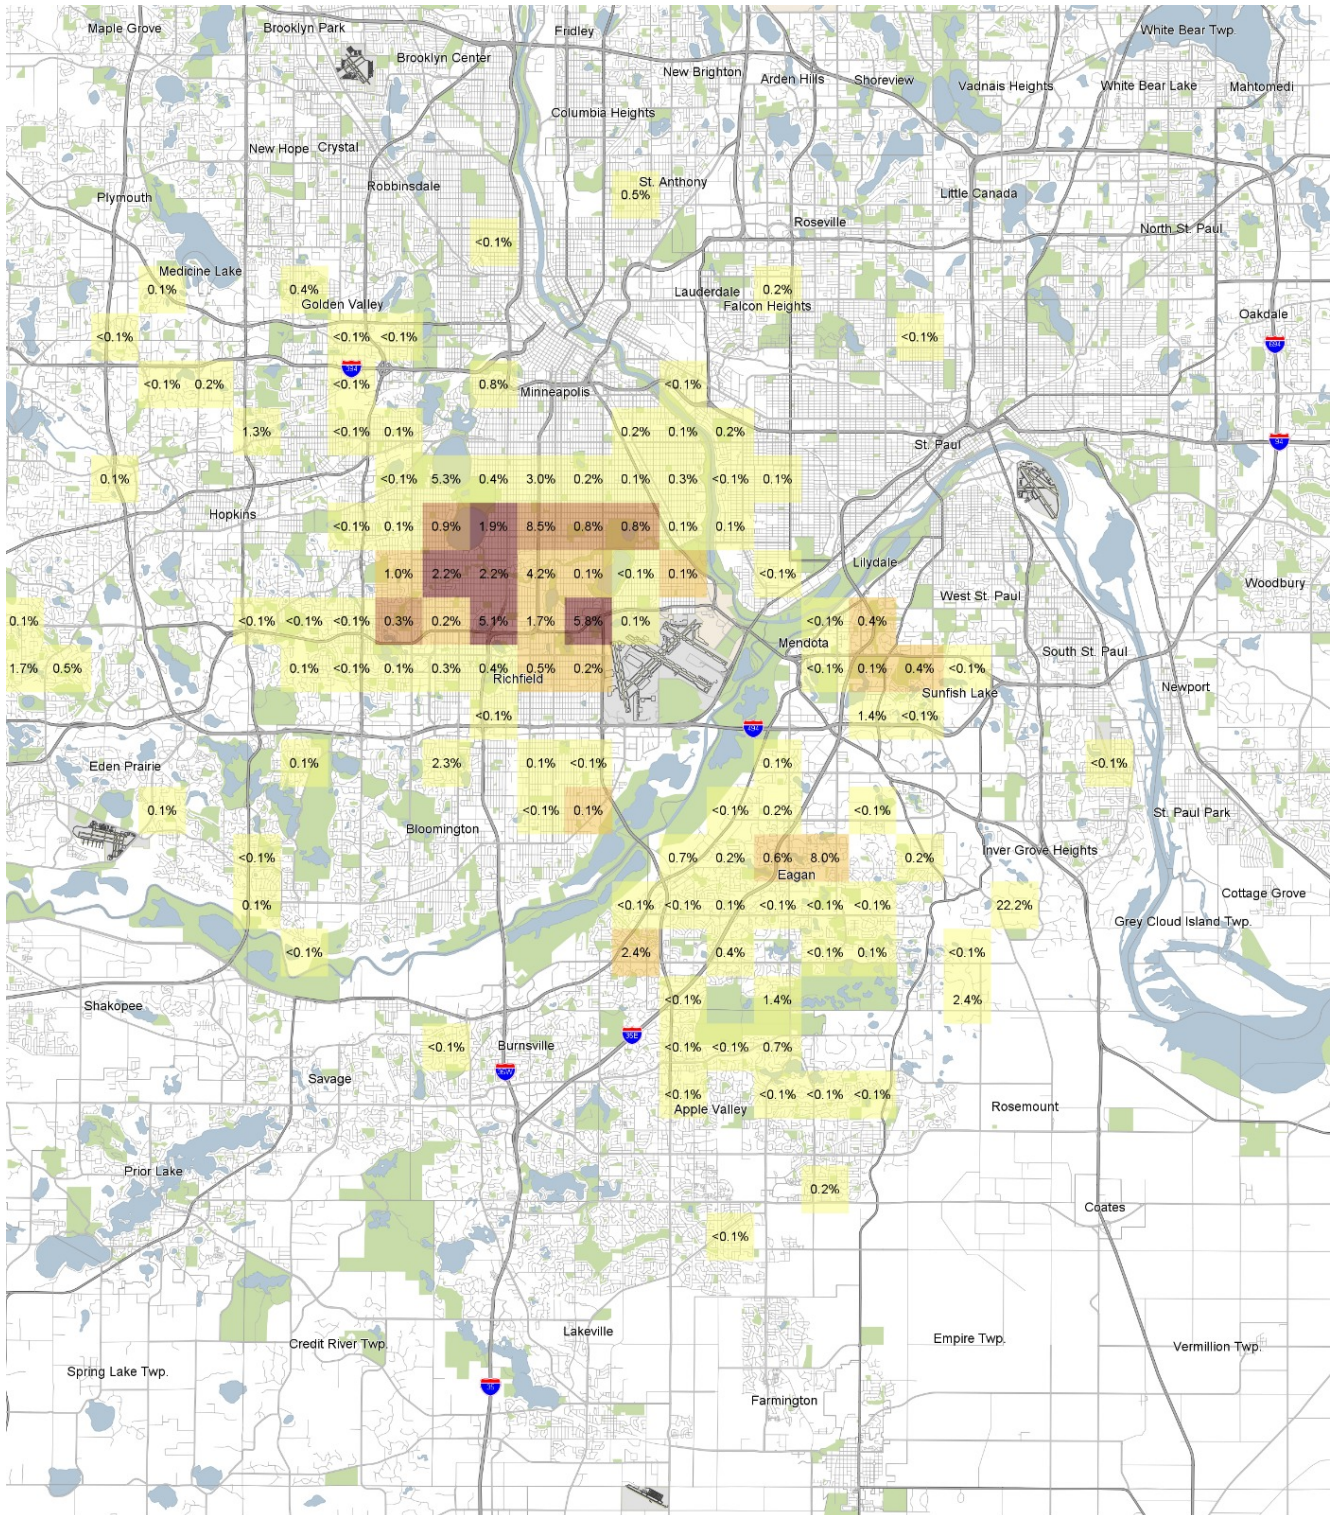 Maple Grove
Brooklyn Park
Fridley
White Bear Twp.
Brooklyn Center
New Brighton
Arden Hills
Shoreview
Vadnais Heights
White Bear Lake
Mahtomedi
Columbia Heights
New Hope
Crystal
Robbinsdale
St. Anthony
0.5%
Little Canada
Plymouth
Roseville
North St. Paul
<0.1%
Medicine Lake
0.1%
0.4%
Golden Valley
Lauderdale
0.2%
Falcon Heights
Oakdale
<0.1%
<0.1% <0.1%
<0.1%
694
394
<0.1% 0.2%
<0.1%
0.8%
Minneapolis
<0.1%
1.3%
<0.1% 0.1%
0.2% 0.1% 0.2%
St. Paul
94
0.1%
<0.1% 5.3% 0.4% 3.0% 0.2% 0.1% 0.3% <0.1% 0.1%
Hopkins
<0.1% 0.1% 0.9% 1.9% 8.5% 0.8% 0.8% 0.1% 0.1%
Lilydale
1.0% 2.2% 2.2% 4.2% 0.1% <0.1% 0.1%
<0.1%
Woodbury
West St. Paul
0.1%
<0.1% <0.1% <0.1% 0.3% 0.2% 5.1% 1.7% 5.8% 0.1%
<0.1% 0.4%
Mendota
South St. Paul
1.7% 0.5%
0.1% <0.1% 0.1% 0.3% 0.4% 0.5% 0.2%
<0.1% 0.1% 0.4% <0.1%
Richfield
Sunfish Lake
Newport
<0.1%
1.4% <0.1%
494
Eden Prairie
0.1%
2.3%
0.1% <0.1%
0.1%
<0.1%
0.1%
<0.1% 0.1%
<0.1% 0.2%
<0.1%
St. Paul Park
Bloomington
<0.1%
0.7% 0.2% 0.6% 8.0%
0.2%
Inver Grove Heights
Eagan
Cottage Grove
0.1%
<0.1% <0.1% 0.1% <0.1% <0.1% <0.1%
22.2%
Grey Cloud Island Twp.
<0.1%
2.4%
0.4%
<0.1% 0.1%
<0.1%
Shakopee
<0.1%
1.4%
2.4%
35E
<0.1%
Burnsville
<0.1% <0.1% 0.7%
35W
Savage
<0.1%
<0.1% <0.1% <0.1%
Apple Valley
Rosemount
Prior Lake
0.2%
Coates
<0.1%
Lakeville
Credit River Twp.
Empire Twp.
Vermillion Twp.
Spring Lake Twp.
35
Farmington